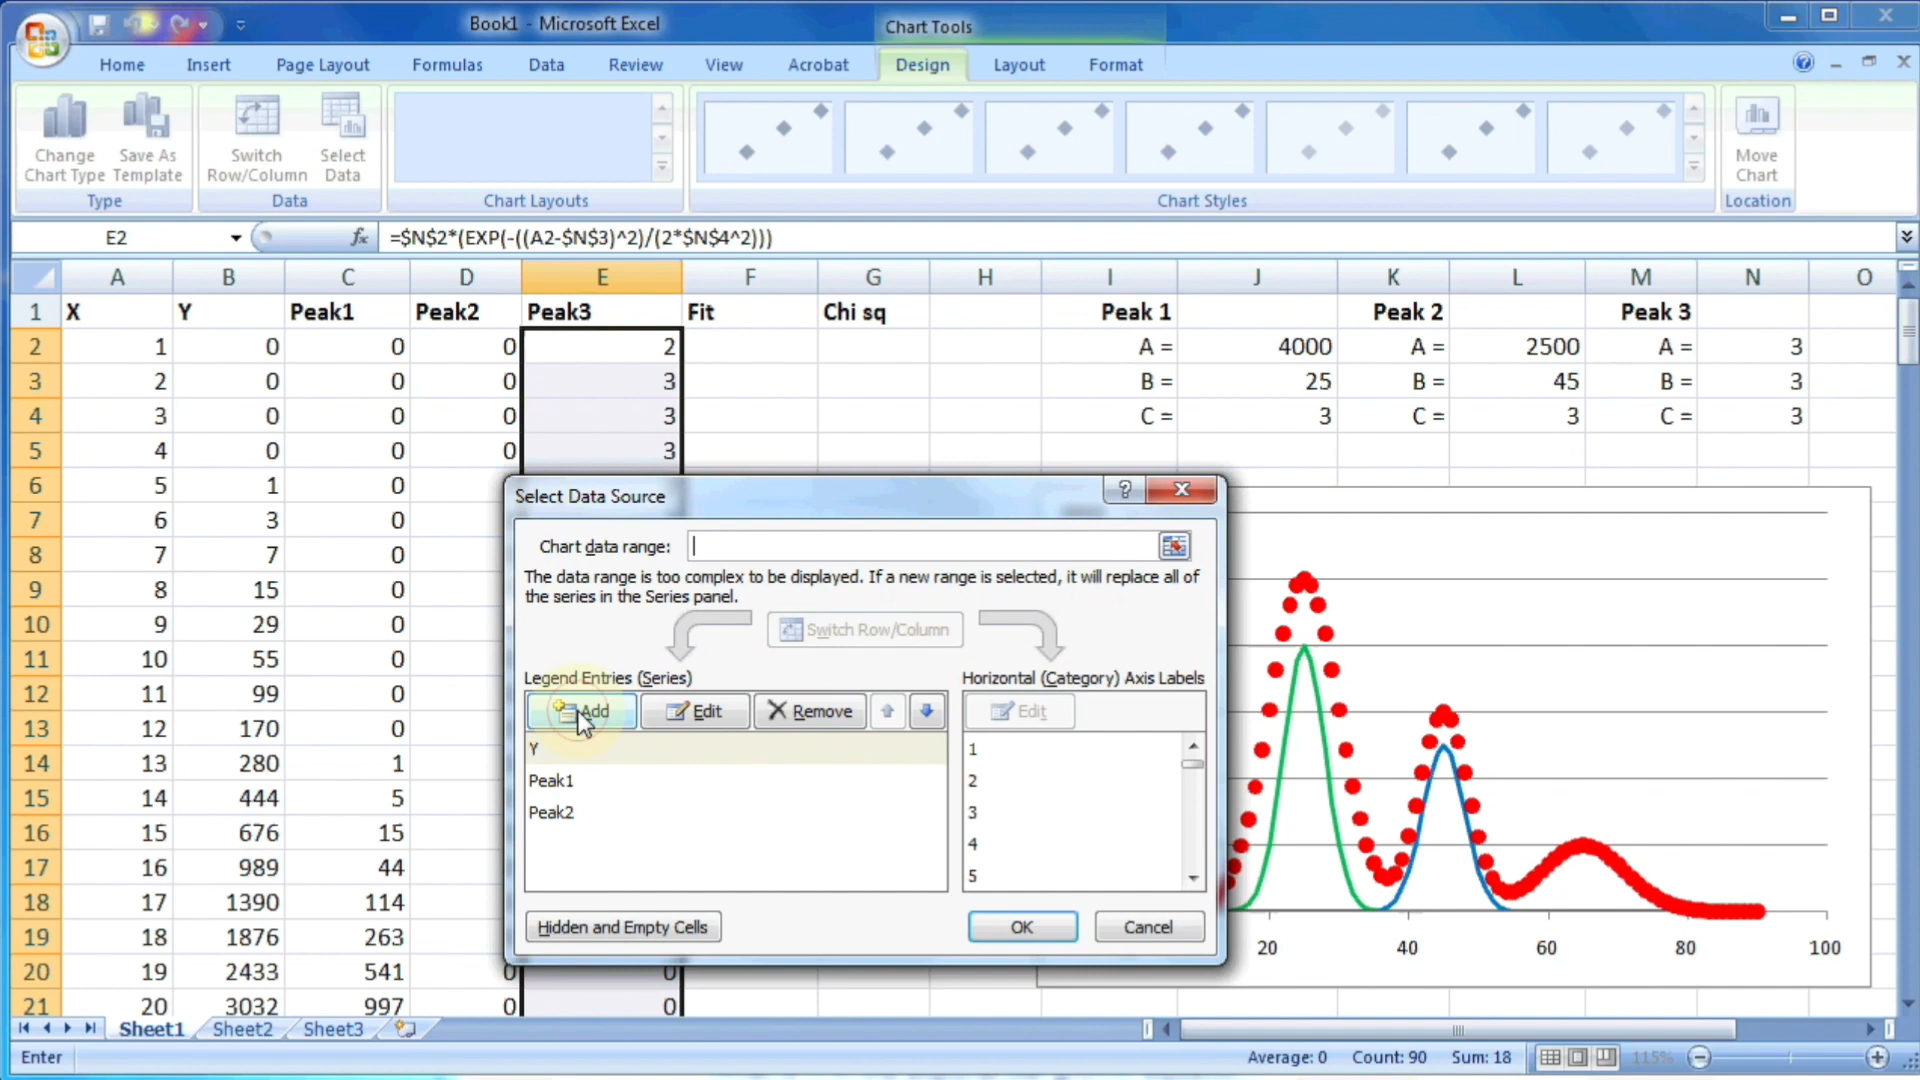 Book1 - Microsoft Excel
Chart Tools
Home Insert Page Layout Formulas Data Review View Acrobat Design Layout Format
Change Chart Type
Save As Template
Switch Row/Column
Select Data
Move Chart
Type Data Chart Layouts Chart Styles Location
E2 fx =$N$2*(EXP(-((A2-$N$3)^2)/(2*$N$4^2)))
A B C D E F G H I J K L M N O
1 X Y Peak1 Peak2 Peak3 Fit Chi sq Peak 1 Peak 2 Peak 3
2 1 0 0 0 2 A = 4000 A = 2500 A = 3
3 2 0 0 0 3 B = 25 B = 45 B = 3
4 3 0 0 0 3 C = 3 C = 3 C = 3
5 4 0 0 0 3
6 5 1 0
7 6 3 0
8 7 7 0
9 8 15 0
10 9 29 0
11 10 55 0
12 11 99 0
13 12 170 0
14 13 280 1
15 14 444 5
16 15 676 15
17 16 989 44
18 17 1390 114
19 18 1876 263
20 19 2433 541 0 0
21 20 3032 997 0 0
Select Data Source
Chart data range:
The data range is too complex to be displayed. If a new range is selected, it will replace all of
the series in the Series panel.
Switch Row/Column
Legend Entries (Series)
Horizontal (Category) Axis Labels
Add Edit Remove
Edit
Y
Peak1
Peak2
1
2
3
4
5
Hidden and Empty Cells
OK Cancel
20 40 60 80 100
Sheet1 Sheet2 Sheet3
Enter Average: 0 Count: 90 Sum: 18 115%